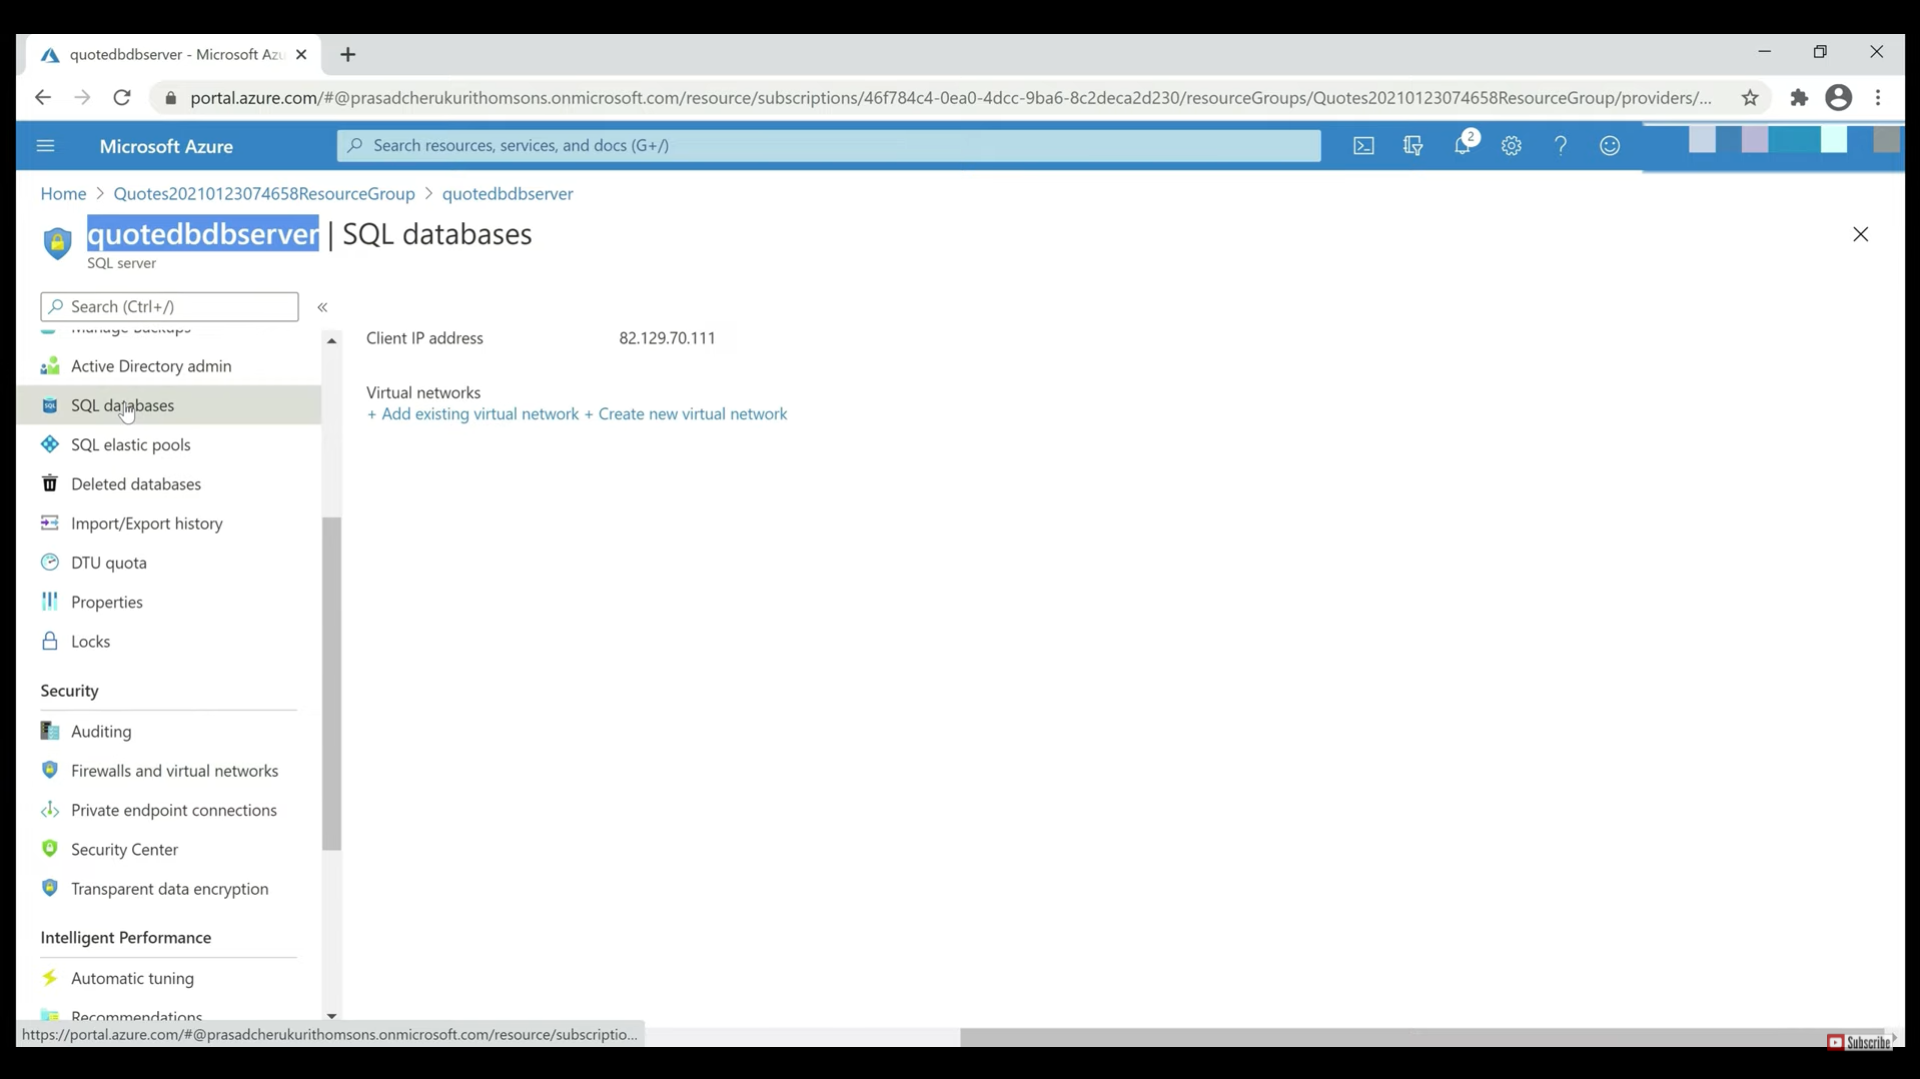 quotedbdbserver - Microsoft Azu
portal.azure.com/#@prasadcherukurithomsons.onmicrosoft.com/resource/subscriptions/46f784c4-0ea0-4dcc-9ba6-8c2deca2d230/resourceGroups/Quotes20210123074658ResourceGroup/providers/...
Microsoft Azure
Search resources, services, and docs (G+/)
2
Home > Quotes20210123074658ResourceGroup > quotedbdbserver
quotedbdbserver | SQL databases
SQL server
Search (Ctrl+/)
«
Manage Backups
Active Directory admin
SQL databases
SQL elastic pools
Deleted databases
Import/Export history
DTU quota
Properties
Locks
Security
Auditing
Firewalls and virtual networks
Private endpoint connections
Security Center
Transparent data encryption
Intelligent Performance
Automatic tuning
Recommendations
Client IP address 82.129.70.111
Virtual networks
+ Add existing virtual network + Create new virtual network
https://portal.azure.com/#@prasadcherukurithomsons.onmicrosoft.com/resource/subscriptio...
Subscribe